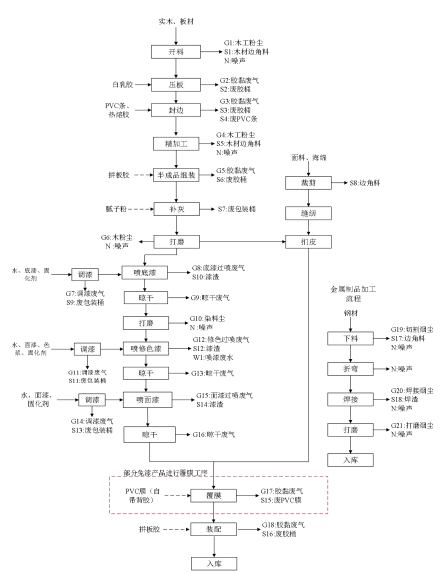 实木、板材
开料
G1:木工粉尘
S1:木材边角料
N:噪声
白乳胶
压板
G2:胶黏废气
S2:废胶桶
PVC条、
热熔胶
封边
G3:胶黏废气
S3:废胶桶
S4:废PVC条
精加工
G4:木工粉尘
S5:木材边角料
N:噪声
拼板胶
半成品组装
G5:胶黏废气
S6:废胶桶
腻子粉
补灰
S7:废包装桶
面料、海绵
裁剪
S8:边角料
缝纫
G6:木粉尘
N:噪声
打磨
扪皮
水、底漆、固
化剂
调漆
G7:调漆废气
S9:废包装桶
喷底漆
G8:底漆过喷废气
S10:漆渣
晾干
G9:晾干废气
打磨
G10:染料尘
N:噪声
水、面漆、色
浆、固化剂
调漆
G11:调漆废气
S11:废包装桶
喷修色漆
G12:修色过喷废气
S12:漆渣
W1:喷漆废水
晾干
G13:晾干废气
水、面漆、
固化剂
调漆
G14:调漆废气
S13:废包装桶
喷面漆
G15:面漆过喷废气
S14:漆渣
晾干
G16:晾干废气
金属制品加工
流程
钢材
下料
G19:切割烟尘
S17:边角料
N:噪声
折弯
N:噪声
焊接
G20:焊接烟尘
S18:焊渣
N:噪声
打磨
G21:打磨烟尘
N:噪声
入库
部分免漆产品进行覆膜工序
PVC膜（自
带背胶）
覆膜
G17:胶黏废气
S15:废PVC膜
拼板胶
装配
G18:胶黏废气
S16:废胶桶
入库